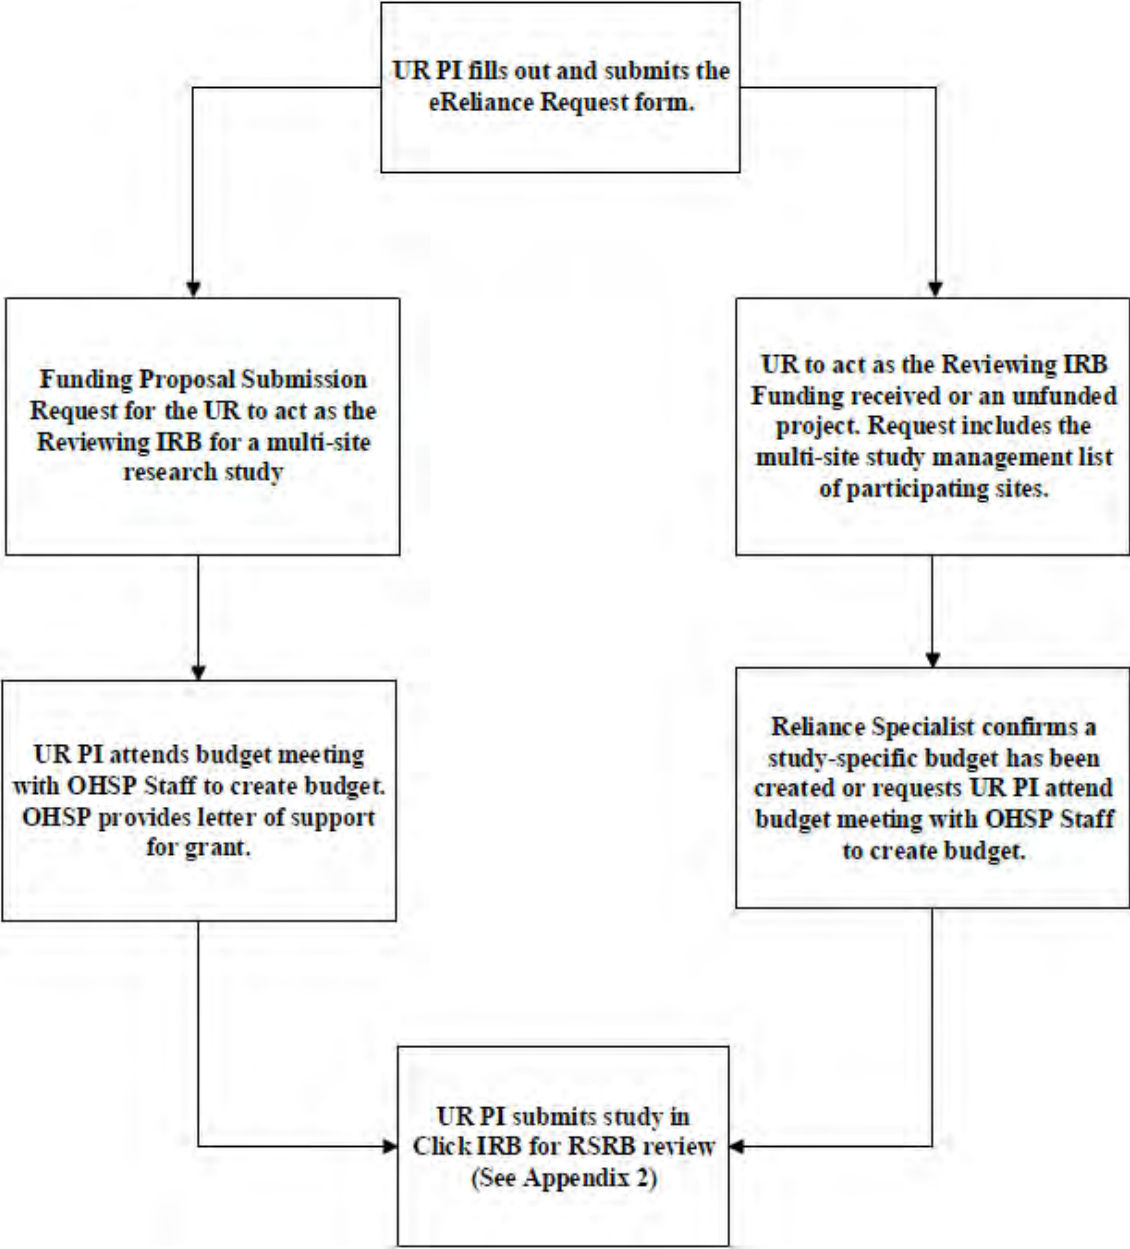 UR PI fills out and submits the
eReliance Request form.
Funding Proposal Submission
Request for the UR to act as the
Reviewing IRB for a multi-site
research study
UR to act as the Reviewing IRB
Funding received or an unfunded
project. Request includes the
multi-site study management list
of participating sites.
UR PI attends budget meeting
with OHSP Staff to create budget.
OHSP provides letter of support
for grant.
Reliance Specialist confirms a
study-specific budget has been
created or requests UR PI attend
budget meeting with OHSP Staff
to create budget.
UR PI submits study in
Click IRB for RSRB review
(See Appendix 2)